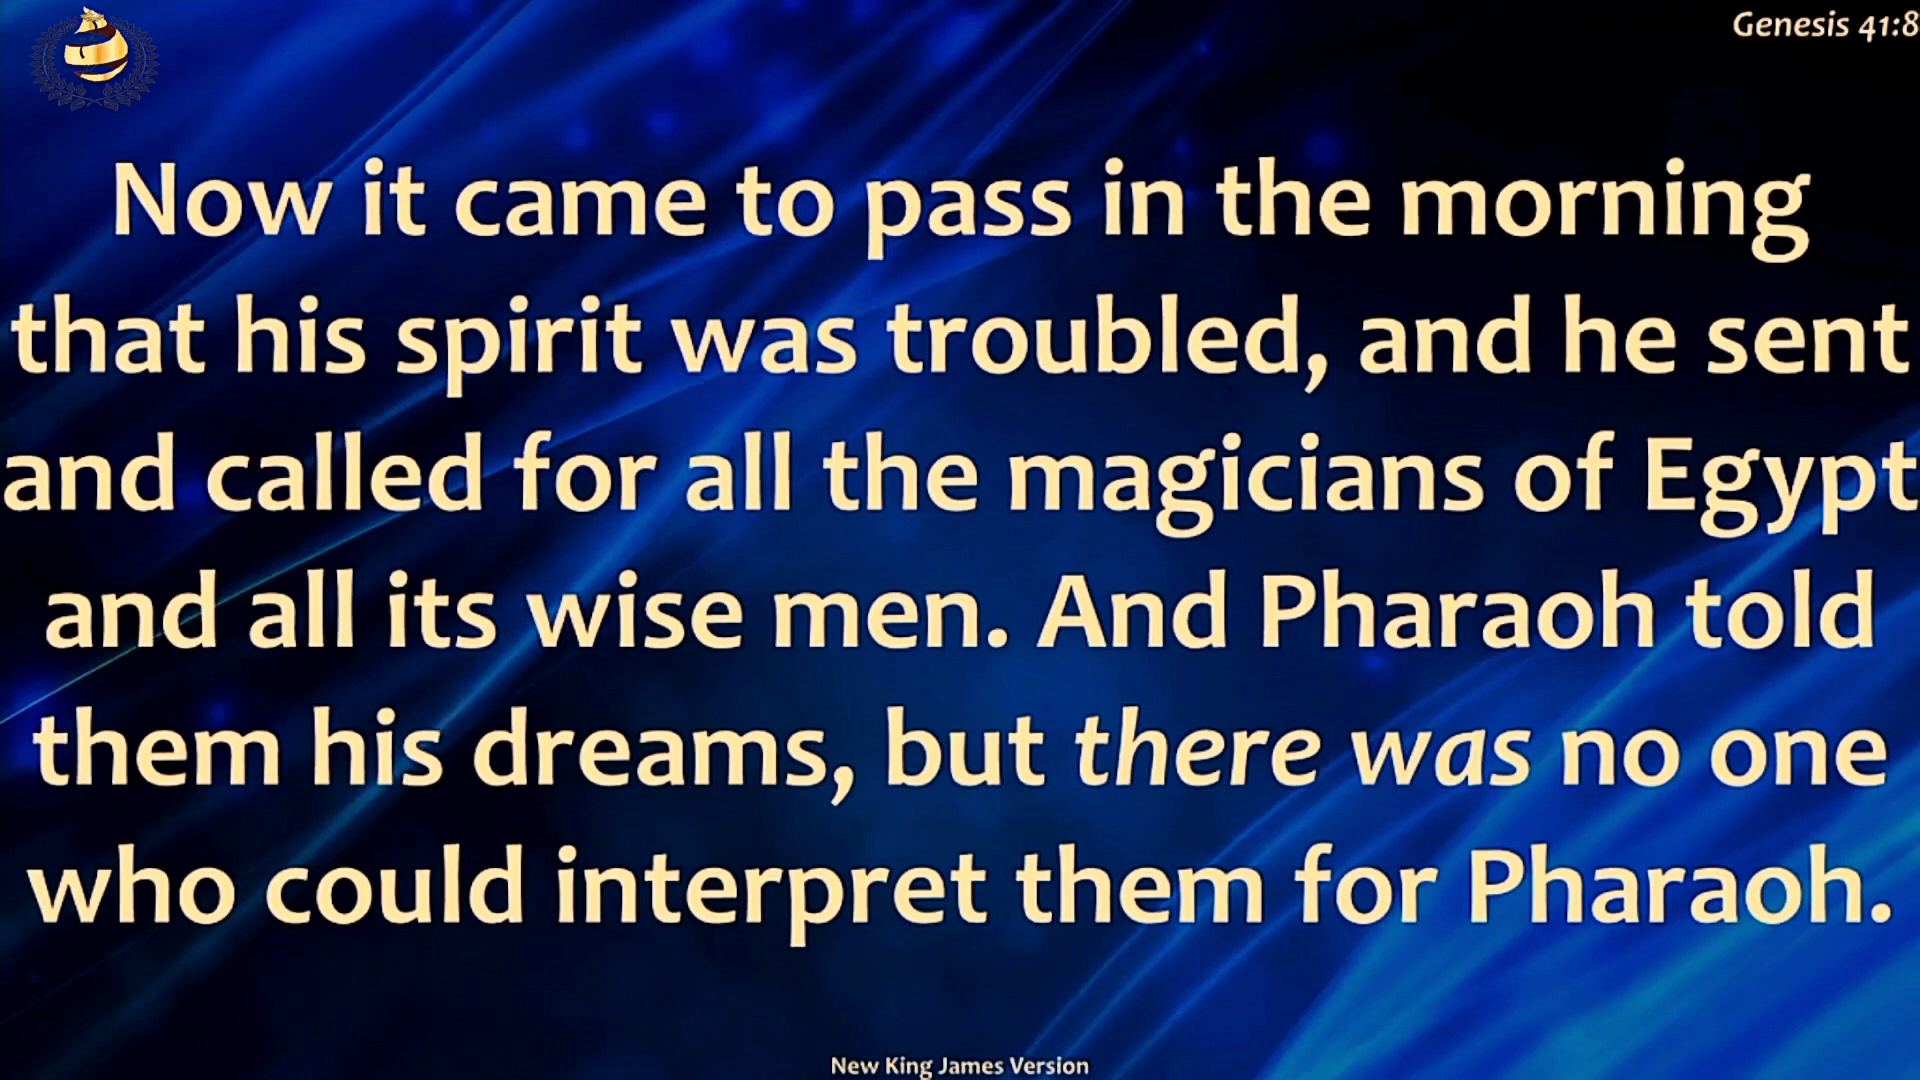 Genesis 41:8
Now it came to pass in the morning
that his spirit was troubled, and he sent
and called for all the magicians of Egypt
and all its wise men. And Pharaoh told
them his dreams, but there was no one
who could interpret them for Pharaoh.
New King James Version